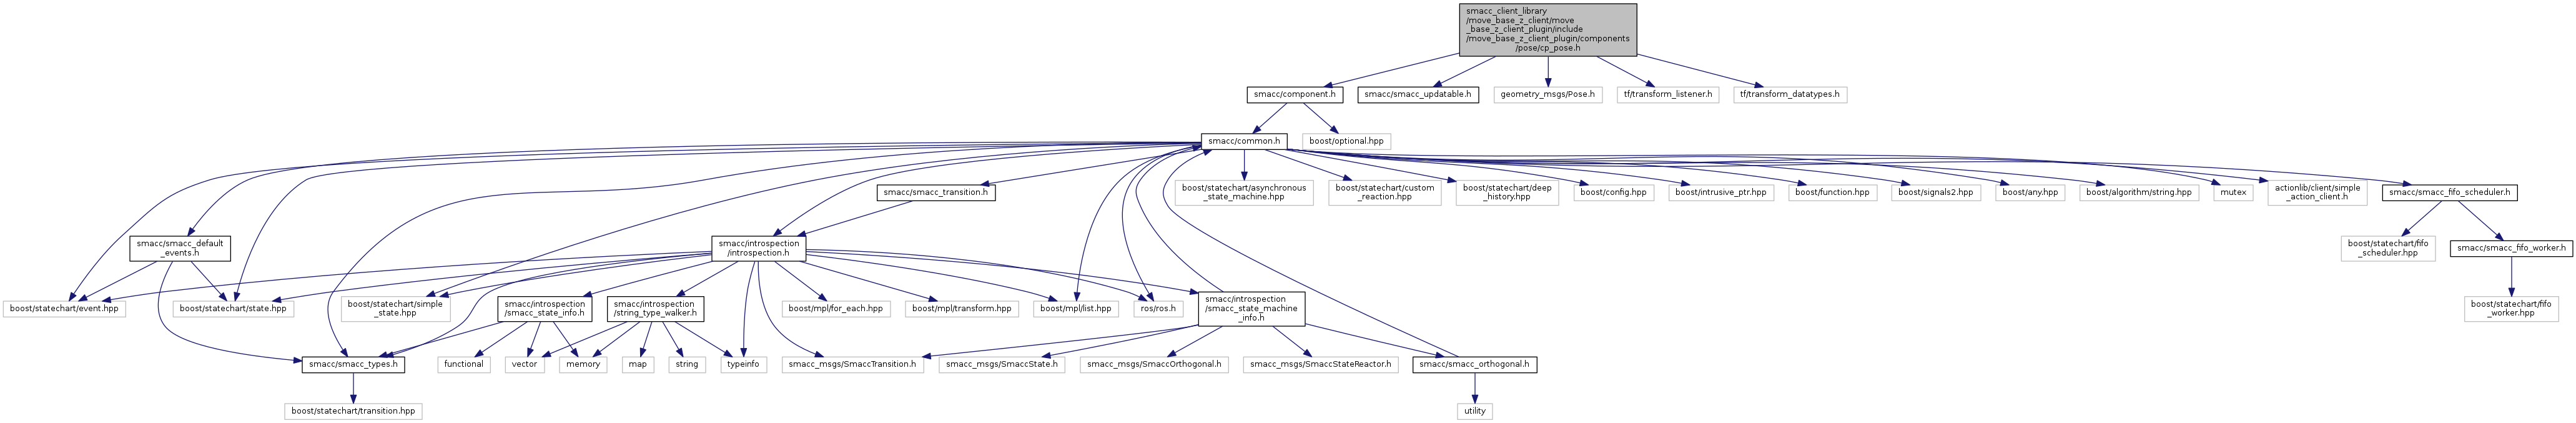 smacc_client_library
/move_base_z_client/move
_base_z_client_plugin/include
/move_base_z_client_plugin/components
/pose/cp_pose.h
smacc/component.h
smacc/smacc_updatable.h
geometry_msgs/Pose.h
tf/transform_listener.h
tf/transform_datatypes.h
smacc/common.h
boost/optional.hpp
smacc/smacc_transition.h
boost/statechart/asynchronous
_state_machine.hpp
boost/statechart/custom
_reaction.hpp
boost/statechart/deep
_history.hpp
boost/config.hpp
boost/intrusive_ptr.hpp
boost/function.hpp
boost/signals2.hpp
boost/any.hpp
boost/algorithm/string.hpp
mutex
actionlib/client/simple
_action_client.h
smacc/smacc_fifo_scheduler.h
smacc/smacc_default
_events.h
smacc/introspection
/introspection.h
boost/statechart/fifo
_scheduler.hpp
smacc/smacc_fifo_worker.h
boost/statechart/event.hpp
boost/statechart/state.hpp
boost/statechart/simple
_state.hpp
smacc/introspection
/smacc_state_info.h
smacc/introspection
/string_type_walker.h
boost/mpl/for_each.hpp
boost/mpl/transform.hpp
boost/mpl/list.hpp
ros/ros.h
smacc/introspection
/smacc_state_machine
_info.h
boost/statechart/fifo
_worker.hpp
smacc/smacc_types.h
functional
vector
memory
map
string
typeinfo
smacc_msgs/SmaccTransition.h
smacc_msgs/SmaccState.h
smacc_msgs/SmaccOrthogonal.h
smacc_msgs/SmaccStateReactor.h
smacc/smacc_orthogonal.h
boost/statechart/transition.hpp
utility